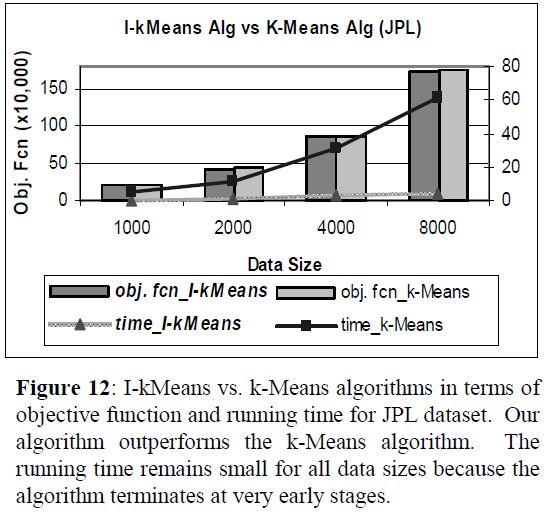 I-kMeans Alg vs K-Means Alg (JPL)
Obj. Fcn (x10,000)
150
100
50
0
80
60
40
20
0
1000 2000 4000 8000
Data Size
obj. fcn_I-kMeans obj. fcn_k-Means
time_I-kMeans time_k-Means
Figure 12: I-kMeans vs. k-Means algorithms in terms of
objective function and running time for JPL dataset. Our
algorithm outperforms the k-Means algorithm. The
running time remains small for all data sizes because the
algorithm terminates at very early stages.